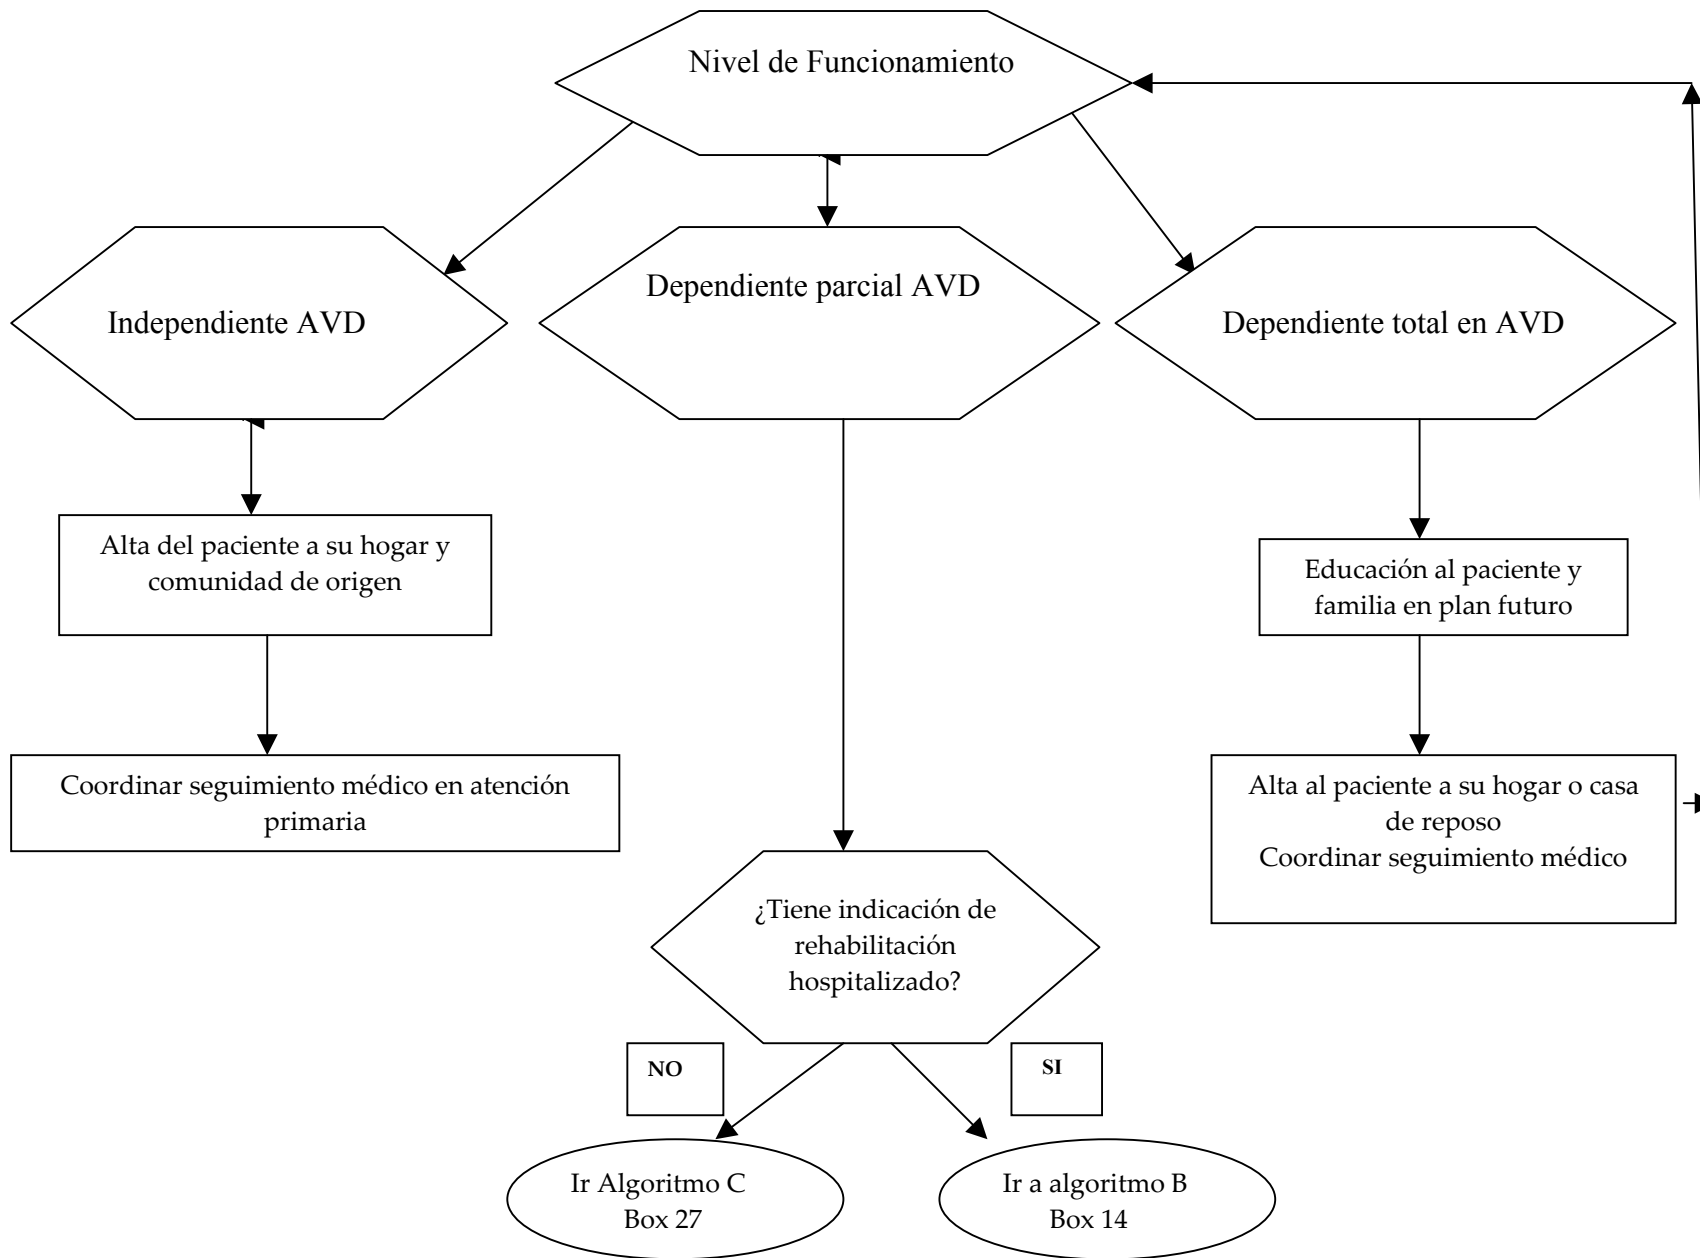 Nivel de Funcionamiento
Independiente AVD
Dependiente parcial AVD
Dependiente total en AVD
Alta del paciente a su hogar y
comunidad de origen
Educación al paciente y
familia en plan futuro
Coordinar seguimiento médico en atención
primaria
Alta al paciente a su hogar o casa
de reposo
Coordinar seguimiento médico
¿Tiene indicación de
rehabilitación
hospitalizado?
NO
SI
Ir Algoritmo C
Box 27
Ir a algoritmo B
Box 14